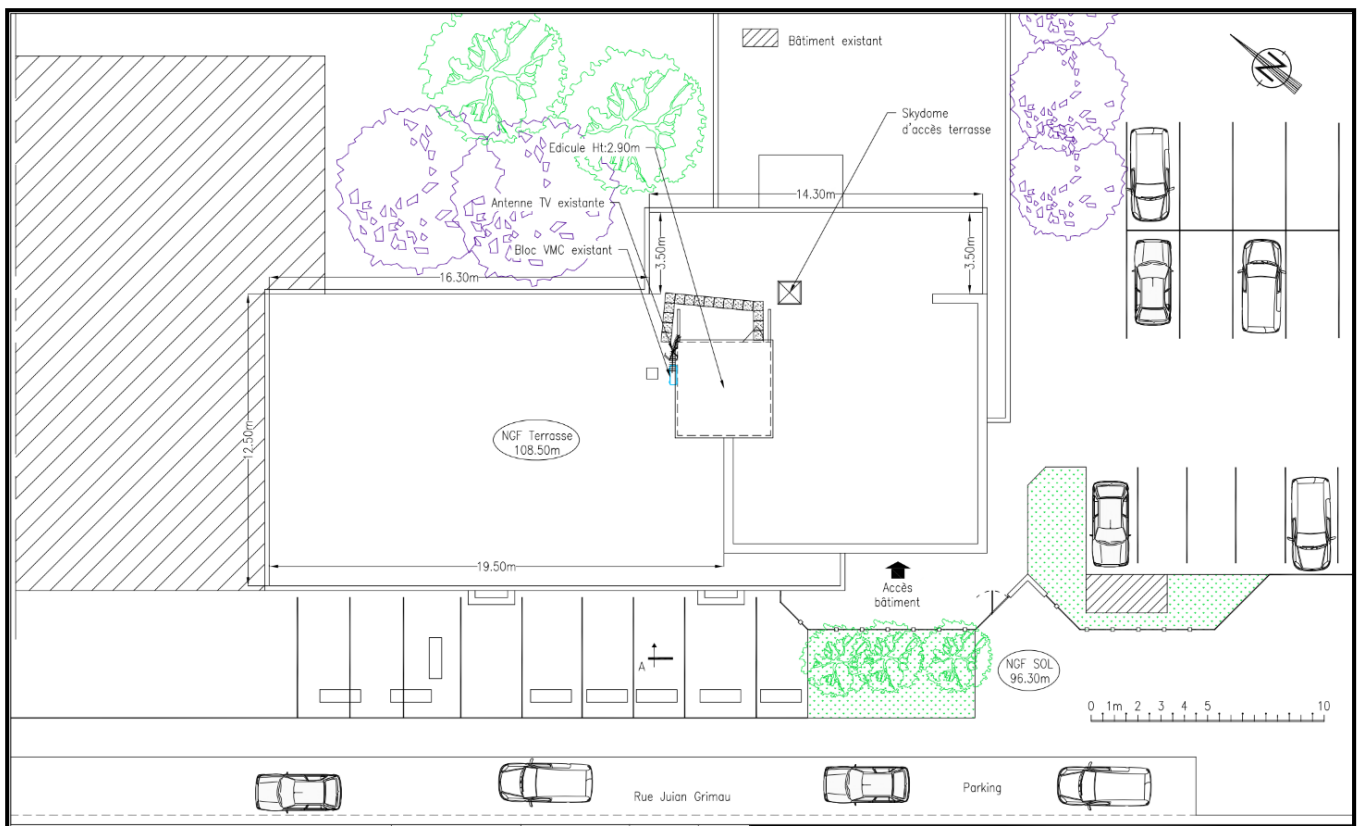 Bâtiment existant
N
Skydome
d'accès terrasse
Edicule Ht:2.90m
14.30m
Antenne TV existante
Bloc VMC existant
3.50m
3.50m
16.30m
12.50m
NGF Terrasse
108.50m
19.50m
Accès
bâtiment
A
NGF SOL
96.30m
0 1m 2 3 4 5 10
Rue Juian Grimau
Parking